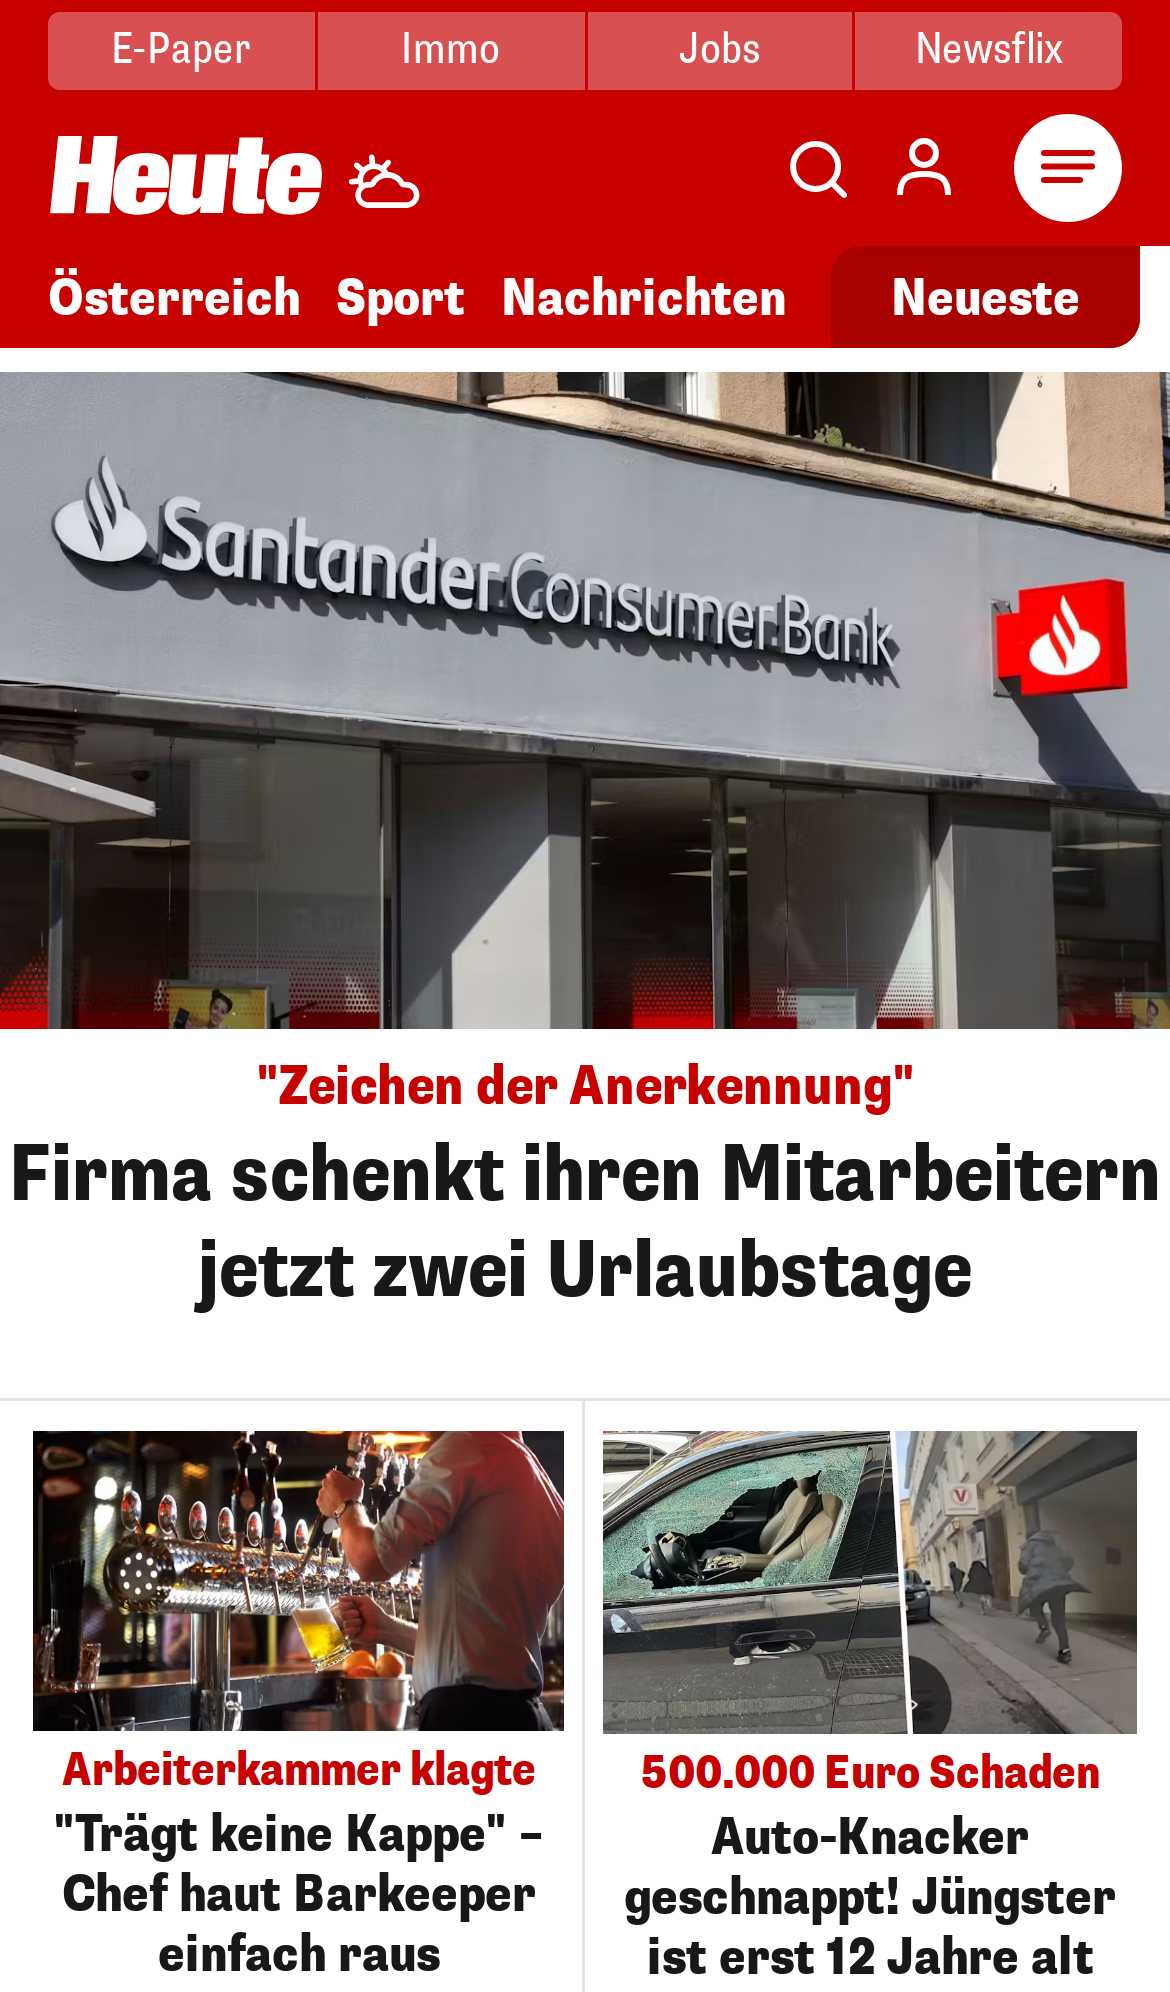 E-Paper
Immo
Jobs
Newsflix
Heute
Österreich
Sport
Nachrichten
Neueste
Santander Consumer Bank
"Zeichen der Anerkennung"
Firma schenkt ihren Mitarbeitern
jetzt zwei Urlaubstage
Arbeiterkammer klagte
"Trägt keine Kappe" –
Chef haut Barkeeper
einfach raus
500.000 Euro Schaden
Auto-Knacker
geschnappt! Jüngster
ist erst 12 Jahre alt